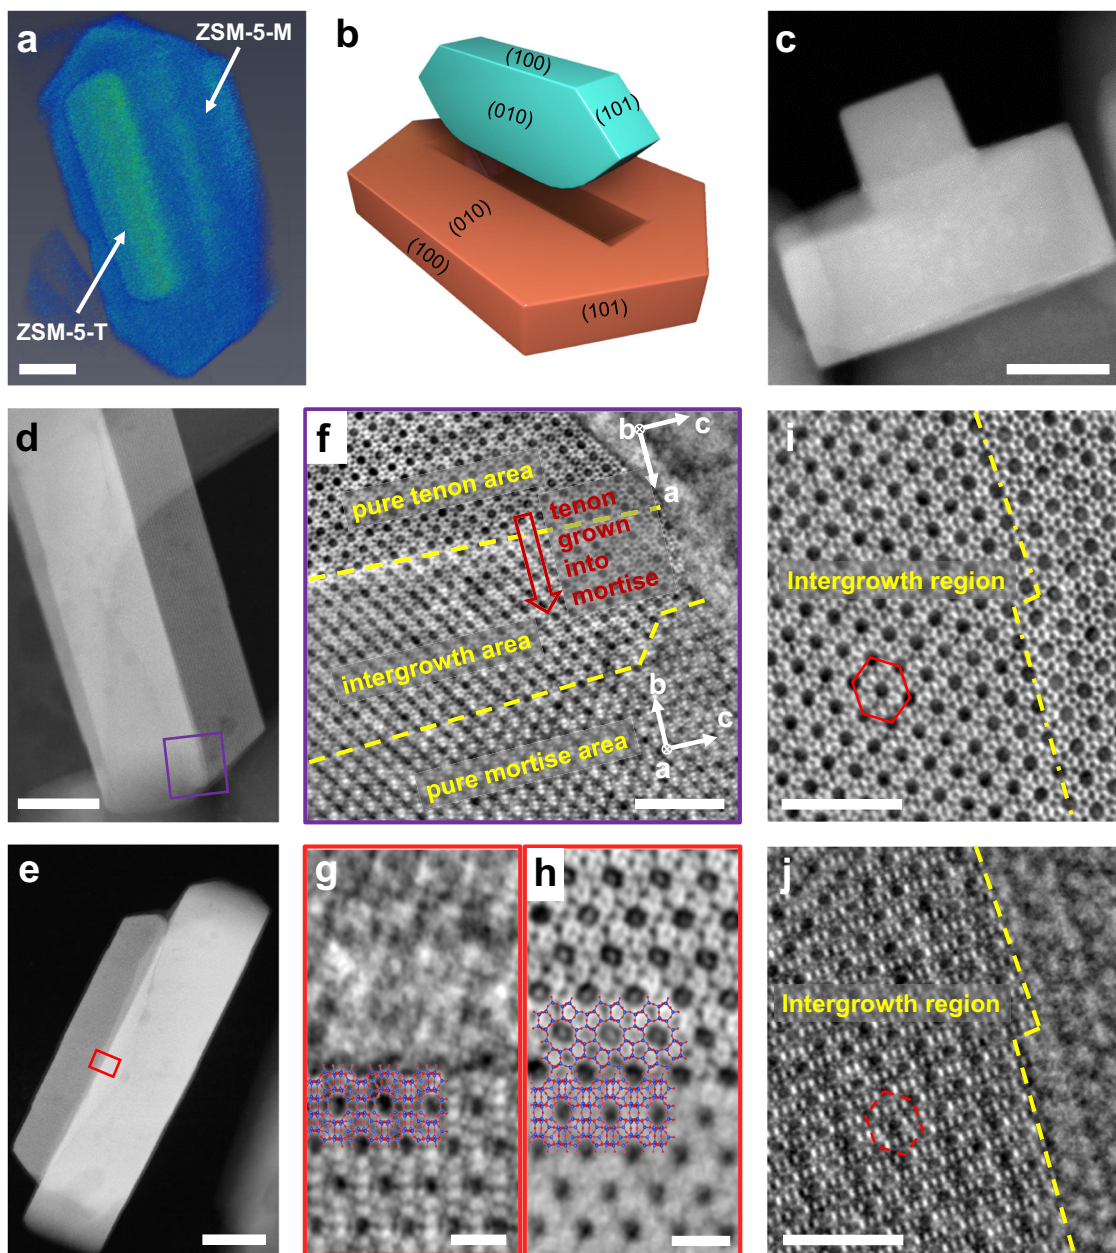 a
ZSM-5-M
ZSM-5-T
b
(100)
(010)
(101)
(010)
(100)
(101)
c
d
f
b
c
a
pure tenon area
tenon
grown
into
mortise
intergrowth area
b
c
a
pure mortise area
i
Intergrowth region
e
g
h
j
Intergrowth region